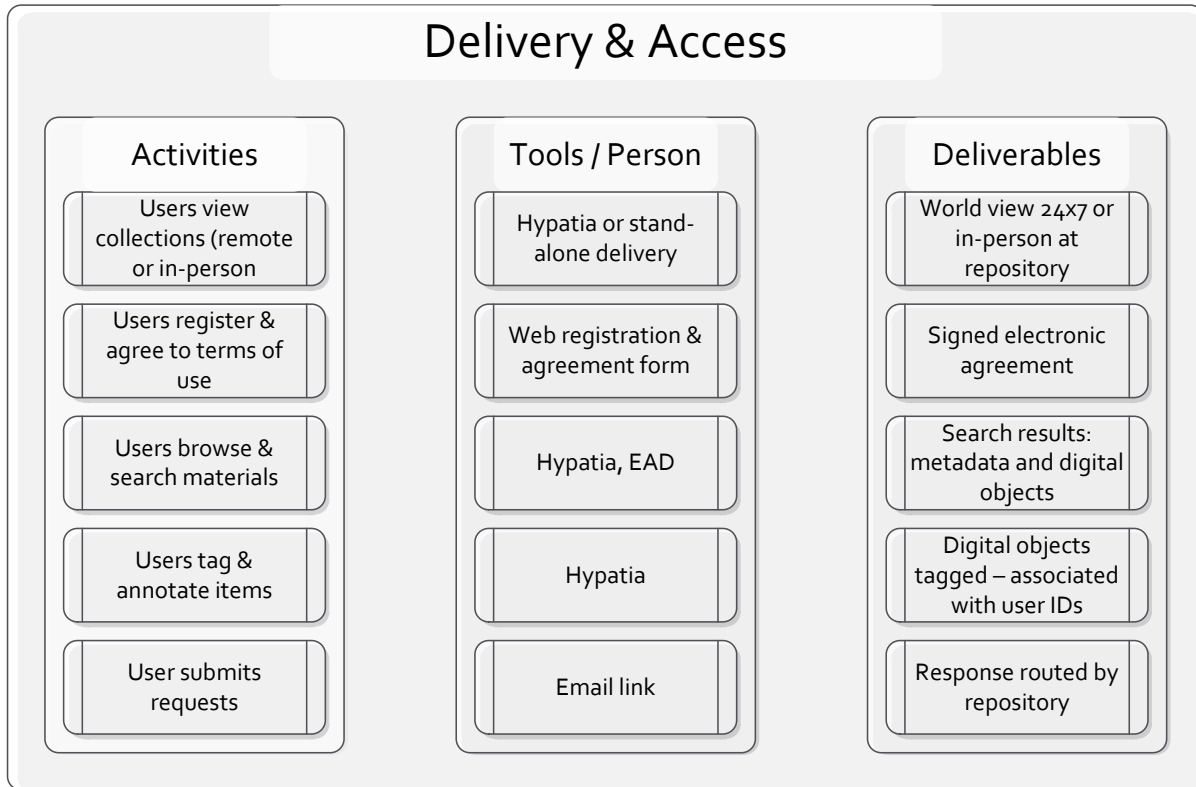 Delivery & Access
Activities
Users view
collections (remote
or in-person
Users register &
agree to terms of
use
Users browse &
search materials
Users tag &
annotate items
User submits
requests
Tools / Person
Hypatia or stand-
alone delivery
Web registration &
agreement form
Hypatia, EAD
Hypatia
Email link
Deliverables
World view 24x7 or
in-person at
repository
Signed electronic
agreement
Search results:
metadata and digital
objects
Digital objects
tagged – associated
with user IDs
Response routed by
repository